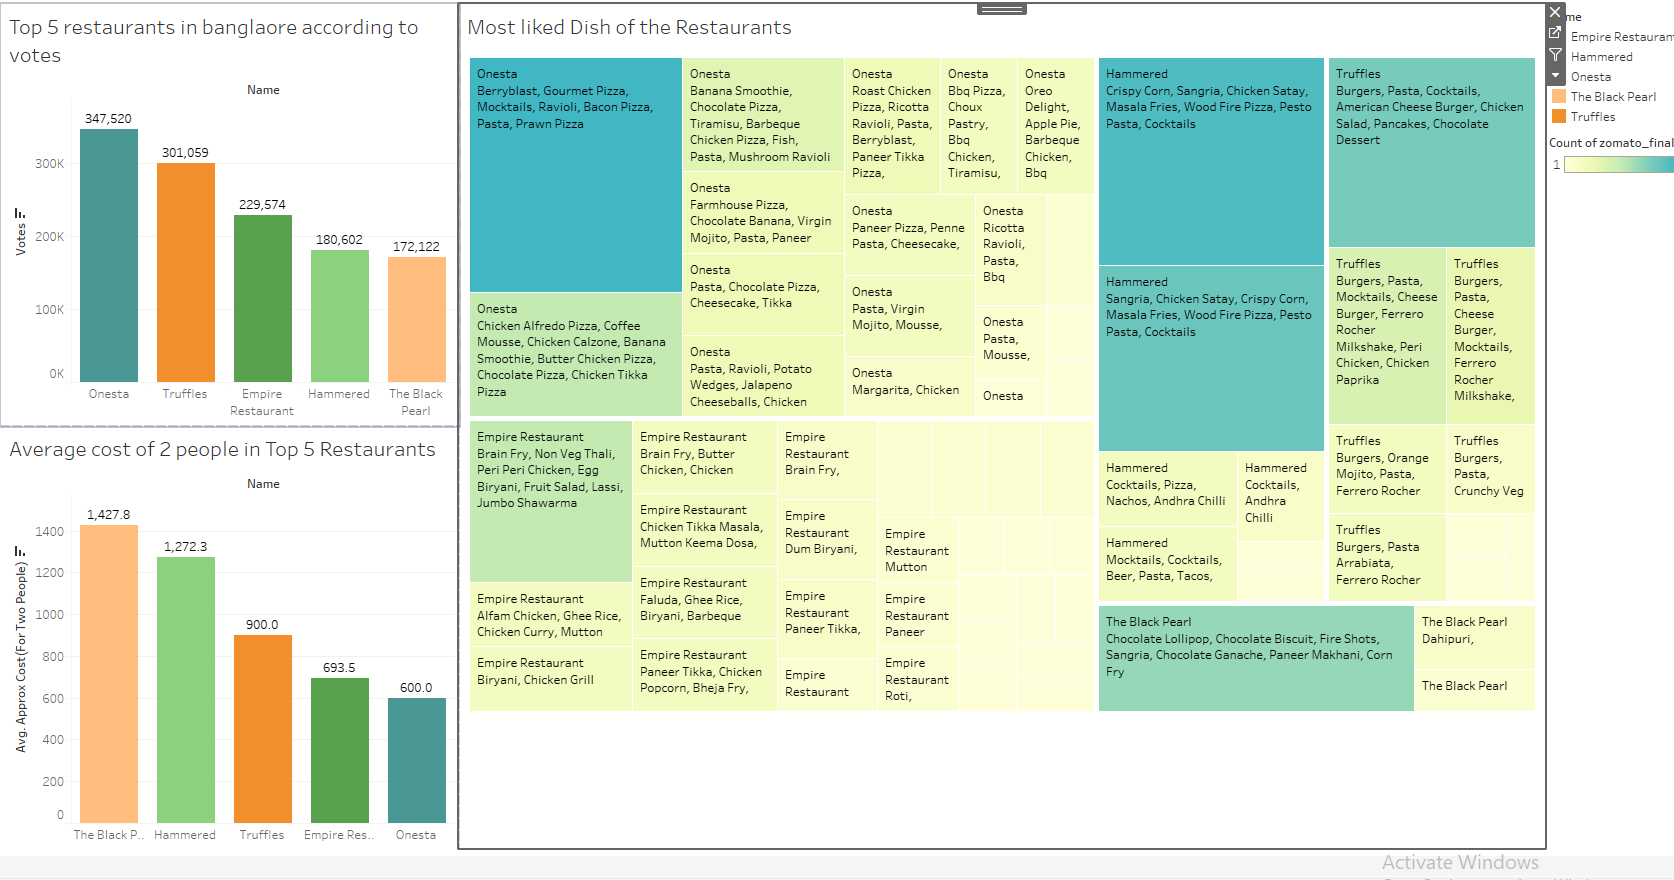 Top 5 restaurants in banglaore according to
votes
Name
347,520
301,059
229,574
180,602
172,122
300K
200K
100K
0K
Votes
Onesta
Truffles
Empire
Restaurant
Hammered
The Black
Pearl
Average cost of 2 people in Top 5 Restaurants
Name
1,427.8
1,272.3
900.0
693.5
600.0
1400
1200
1000
800
600
400
200
0
Avg. Approx Cost(For Two People)
The Black P..
Hammered
Truffles
Empire Res..
Onesta
Most liked Dish of the Restaurants
Onesta
Berryblast, Gourmet Pizza,
Mocktails, Ravioli, Bacon Pizza,
Pasta, Prawn Pizza
Onesta
Chicken Alfredo Pizza, Coffee
Mousse, Chicken Calzone, Banana
Smoothie, Butter Chicken Pizza,
Chocolate Pizza, Chicken Tikka
Pizza
Onesta
Banana Smoothie,
Chocolate Pizza,
Tiramisu, Barbeque
Chicken Pizza, Fish,
Pasta, Mushroom Ravioli
Onesta
Farmhouse Pizza,
Chocolate Banana, Virgin
Mojito, Pasta, Paneer
Onesta
Pasta, Chocolate Pizza,
Cheesecake, Tikka
Onesta
Pasta, Ravioli, Potato
Wedges, Jalapeno
Cheeseballs, Chicken
Onesta
Roast Chicken
Pizza, Ricotta
Ravioli, Pasta,
Berryblast,
Paneer Tikka
Pizza,
Onesta
Bbq Pizza,
Choux
Pastry,
Bbq
Chicken,
Tiramisu,
Onesta
Oreo
Delight,
Apple Pie,
Barbeque
Chicken,
Bbq
Onesta
Paneer Pizza, Penne
Pasta, Cheesecake,
Onesta
Pasta, Virgin
Mojito, Mousse,
Onesta
Margarita, Chicken
Onesta
Ricotta
Ravioli,
Pasta,
Bbq
Onesta
Pasta,
Mousse,
Onesta
Empire Restaurant
Brain Fry, Non Veg Thali,
Peri Peri Chicken, Egg
Biryani, Fruit Salad, Lassi,
Jumbo Shawarma
Empire Restaurant
Alfam Chicken, Ghee Rice,
Chicken Curry, Mutton
Empire Restaurant
Biryani, Chicken Grill
Empire Restaurant
Brain Fry, Butter
Chicken, Chicken
Empire Restaurant
Chicken Tikka Masala,
Mutton Keema Dosa,
Empire Restaurant
Faluda, Ghee Rice,
Biryani, Barbeque
Empire Restaurant
Paneer Tikka, Chicken
Popcorn, Bheja Fry,
Empire
Restaurant
Brain Fry,
Empire
Restaurant
Dum Biryani,
Empire
Restaurant
Paneer Tikka,
Empire
Restaurant
Empire
Restaurant
Mutton
Empire
Restaurant
Paneer
Empire
Restaurant
Roti,
Hammered
Crispy Corn, Sangria, Chicken Satay,
Masala Fries, Wood Fire Pizza, Pesto
Pasta, Cocktails
Hammered
Sangria, Chicken Satay, Crispy Corn,
Masala Fries, Wood Fire Pizza, Pesto
Pasta, Cocktails
Hammered
Cocktails, Pizza,
Nachos, Andhra Chilli
Hammered
Mocktails, Cocktails,
Beer, Pasta, Tacos,
Hammered
Cocktails,
Andhra
Chilli
Truffles
Burgers, Pasta, Cocktails,
American Cheese Burger, Chicken
Salad, Pancakes, Chocolate
Dessert
Truffles
Burgers, Pasta,
Mocktails, Cheese
Burger, Ferrero
Rocher
Milkshake, Peri
Chicken, Chicken
Paprika
Truffles
Burgers,
Pasta,
Cheese
Burger,
Mocktails,
Ferrero
Rocher
Milkshake,
Truffles
Burgers, Orange
Mojito, Pasta,
Ferrero Rocher
Truffles
Burgers,
Pasta,
Crunchy Veg
Truffles
Burgers, Pasta
Arrabiata,
Ferrero Rocher
The Black Pearl
Chocolate Lollipop, Chocolate Biscuit, Fire Shots,
Sangria, Chocolate Ganache, Paneer Makhani, Corn
Fry
The Black Pearl
Dahipuri,
The Black Pearl
me
Empire Restauran
Hammered
Onesta
The Black Pearl
Truffles
Count of zomato_final
1
Activate Windows